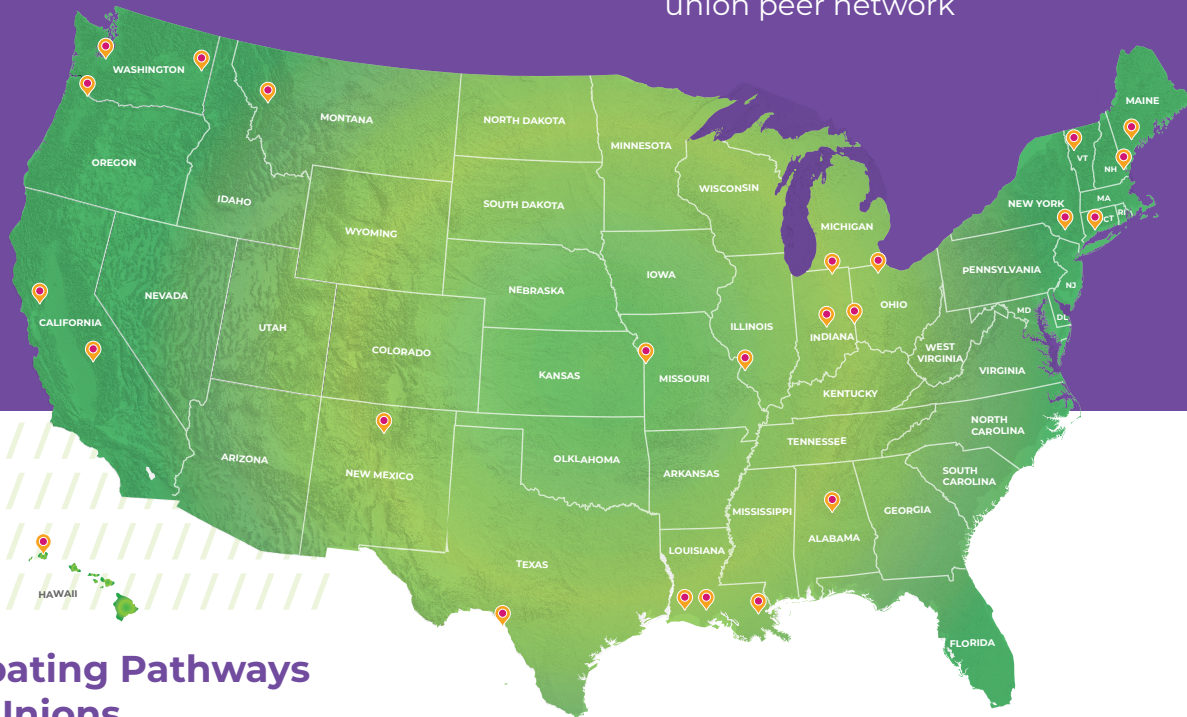 union peer network
WASHINGTON
MONTANA
NORTH DAKOTA
MINNESOTA
MAINE
OREGON
IDAHO
SOUTH DAKOTA
WISCONSIN
VT
NH
WYOMING
MICHIGAN
NEW YORK
MA
CT
RI
NEVADA
NEBRASKA
IOWA
PENNSYLVANIA
NJ
CALIFORNIA
UTAH
COLORADO
ILLINOIS
INDIANA
OHIO
MD
DL
KANSAS
MISSOURI
WEST
VIRGINIA
VIRGINIA
KENTUCKY
ARIZONA
NEW MEXICO
OLKLAHOMA
ARKANSAS
TENNESSEE
NORTH
CAROLINA
SOUTH
CAROLINA
MISSISSIPPI
ALABAMA
GEORGIA
TEXAS
LOUISIANA
HAWAII
FLORIDA
pating Pathways
Unions